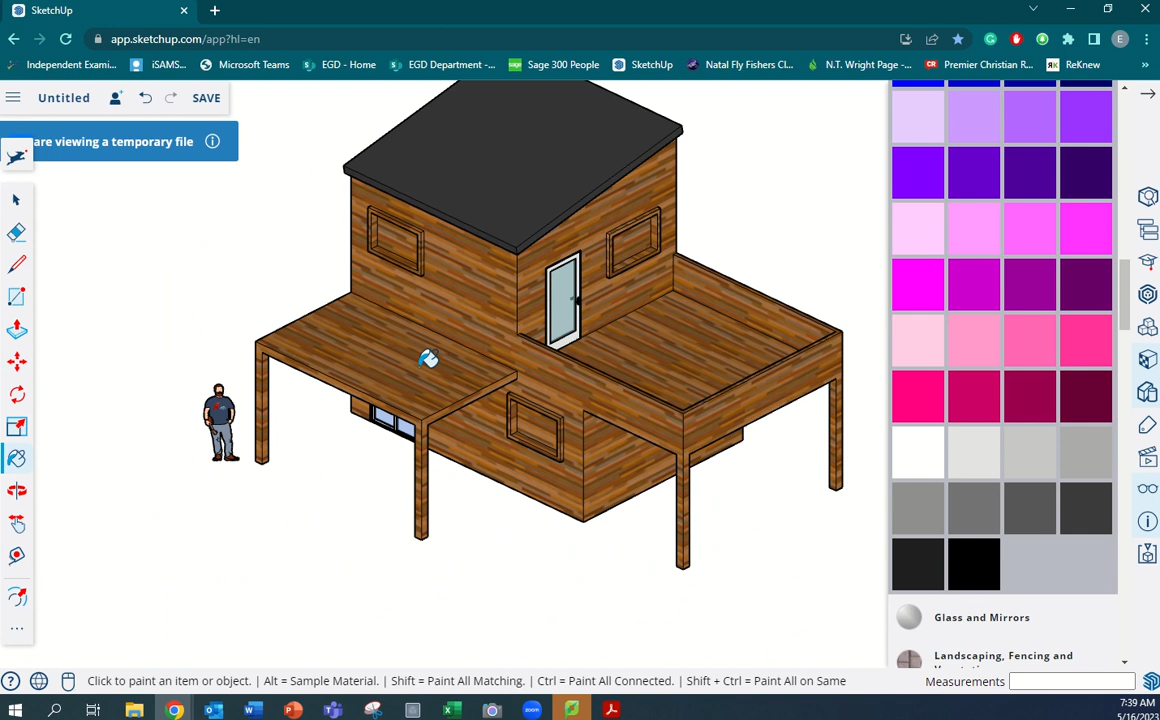 SketchUp
app.sketchup.com/app?hl=en
Independent Exami...
iSAMS...
Microsoft Teams
EGD - Home
EGD Department -...
sage
Sage 300 People
SketchUp
Natal Fly Fishers Cl...
N.T. Wright Page -...
CR
Premier Christian R...
RK
ReKnew
»
E
Untitled
SAVE
are viewing a temporary file
Glass and Mirrors
Landscaping, Fencing and
Click to paint an item or object. | Alt = Sample Material. | Shift = Paint All Matching. | Ctrl = Paint All Connected. | Shift + Ctrl = Paint All on Same
Measurements
7:39 AM
5/16/2023